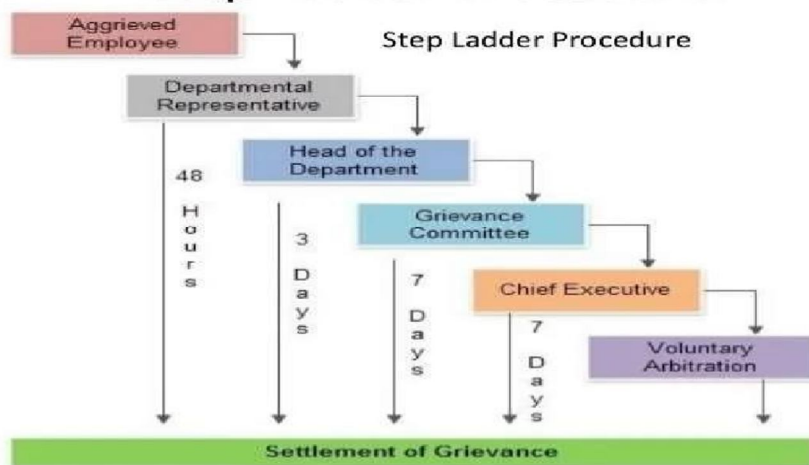 Aggrieved
Employee
Step Ladder Procedure
Departmental
Representative
Head of the
Department
48
Hours
Grievance
Committee
3
Days
Chief Executive
7
Days
Voluntary
Arbitration
7
Days
Settlement of Grievance